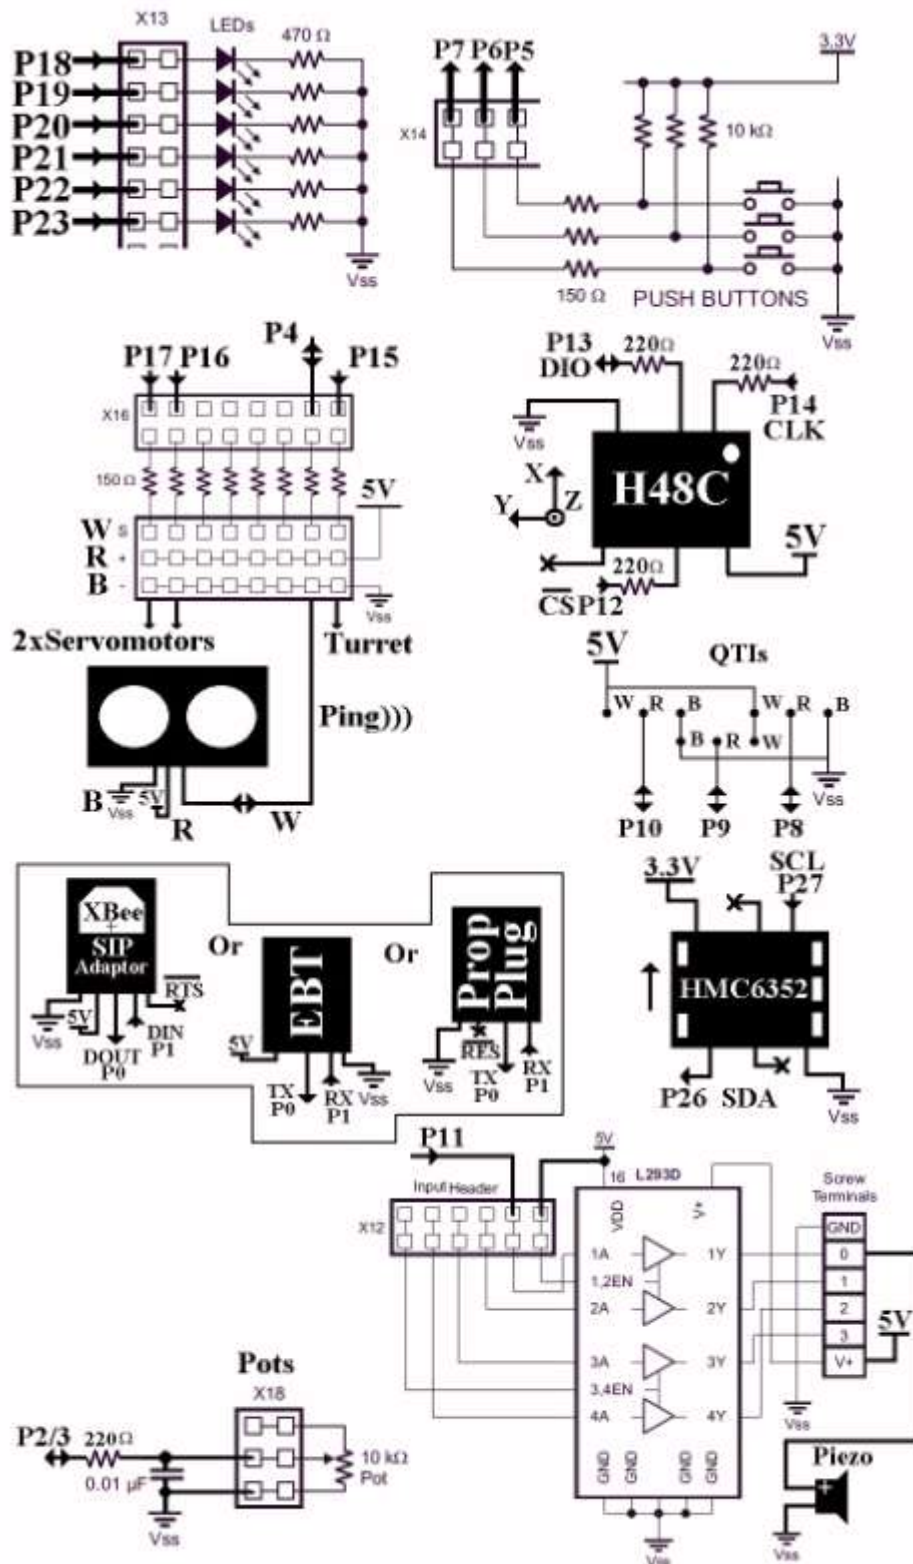 X13
LEDs
470 Ω
P18
P19
P20
P21
P22
P23
Vss
P7 P6 P5
3.3V
X14
10 kΩ
150 Ω
PUSH BUTTONS
Vss
P17 P16
P4
P15
X16
150 Ω
5V
W S
R +
B -
Vss
2xServomotors
Turret
Ping)))
B
Vss
5V
R
W
P13
DIO
220Ω
220Ω
P14
CLK
Vss
X
Y
Z
H48C
5V
220Ω
CS P12
5V
QTIs
W R B W R B
B R W
Vss
P10 P9 P8
XBee
SIP
Adaptor
RTS
Vss
5V
DIN
P1
DOUT
P0
Or
EBT
5V
TX
P0
RX
P1
Vss
Or
Prop
Plug
RES
Vss
TX
P0
RX
P1
3.3V
SCL
P27
HMC6352
P26 SDA
Vss
P11
Input Header
X12
5V
16
L293D
VDD
V+
1A
1Y
1,2EN
2A
2Y
3A
3Y
3,4EN
4A
4Y
GND
GND
GND
GND
Vss
Screw
Terminals
GND
0
1
2
3
V+
5V
Vss
Piezo
+
Vss
Pots
X18
P2/3
220Ω
0.01 µF
10 kΩ
Pot
Vss